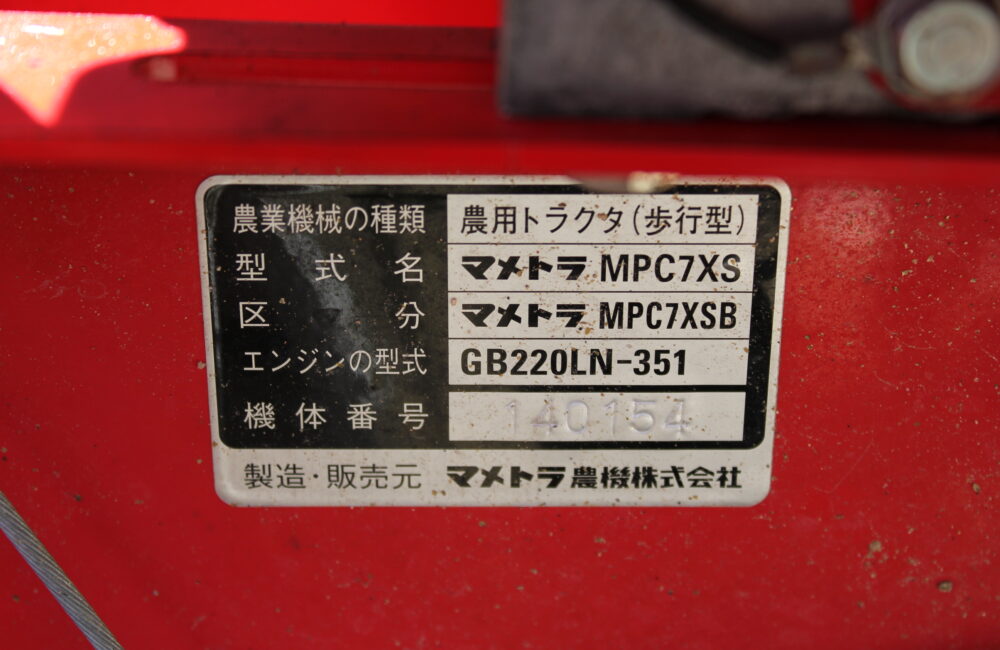 農業機械の種類 農用トラクタ(歩行型)
型式名 マメトラ MPC7XS
区分 マメトラ MPC7XSB
エンジンの型式 GB220LN-351
機体番号 140154
製造・販売元 マメトラ農機株式会社